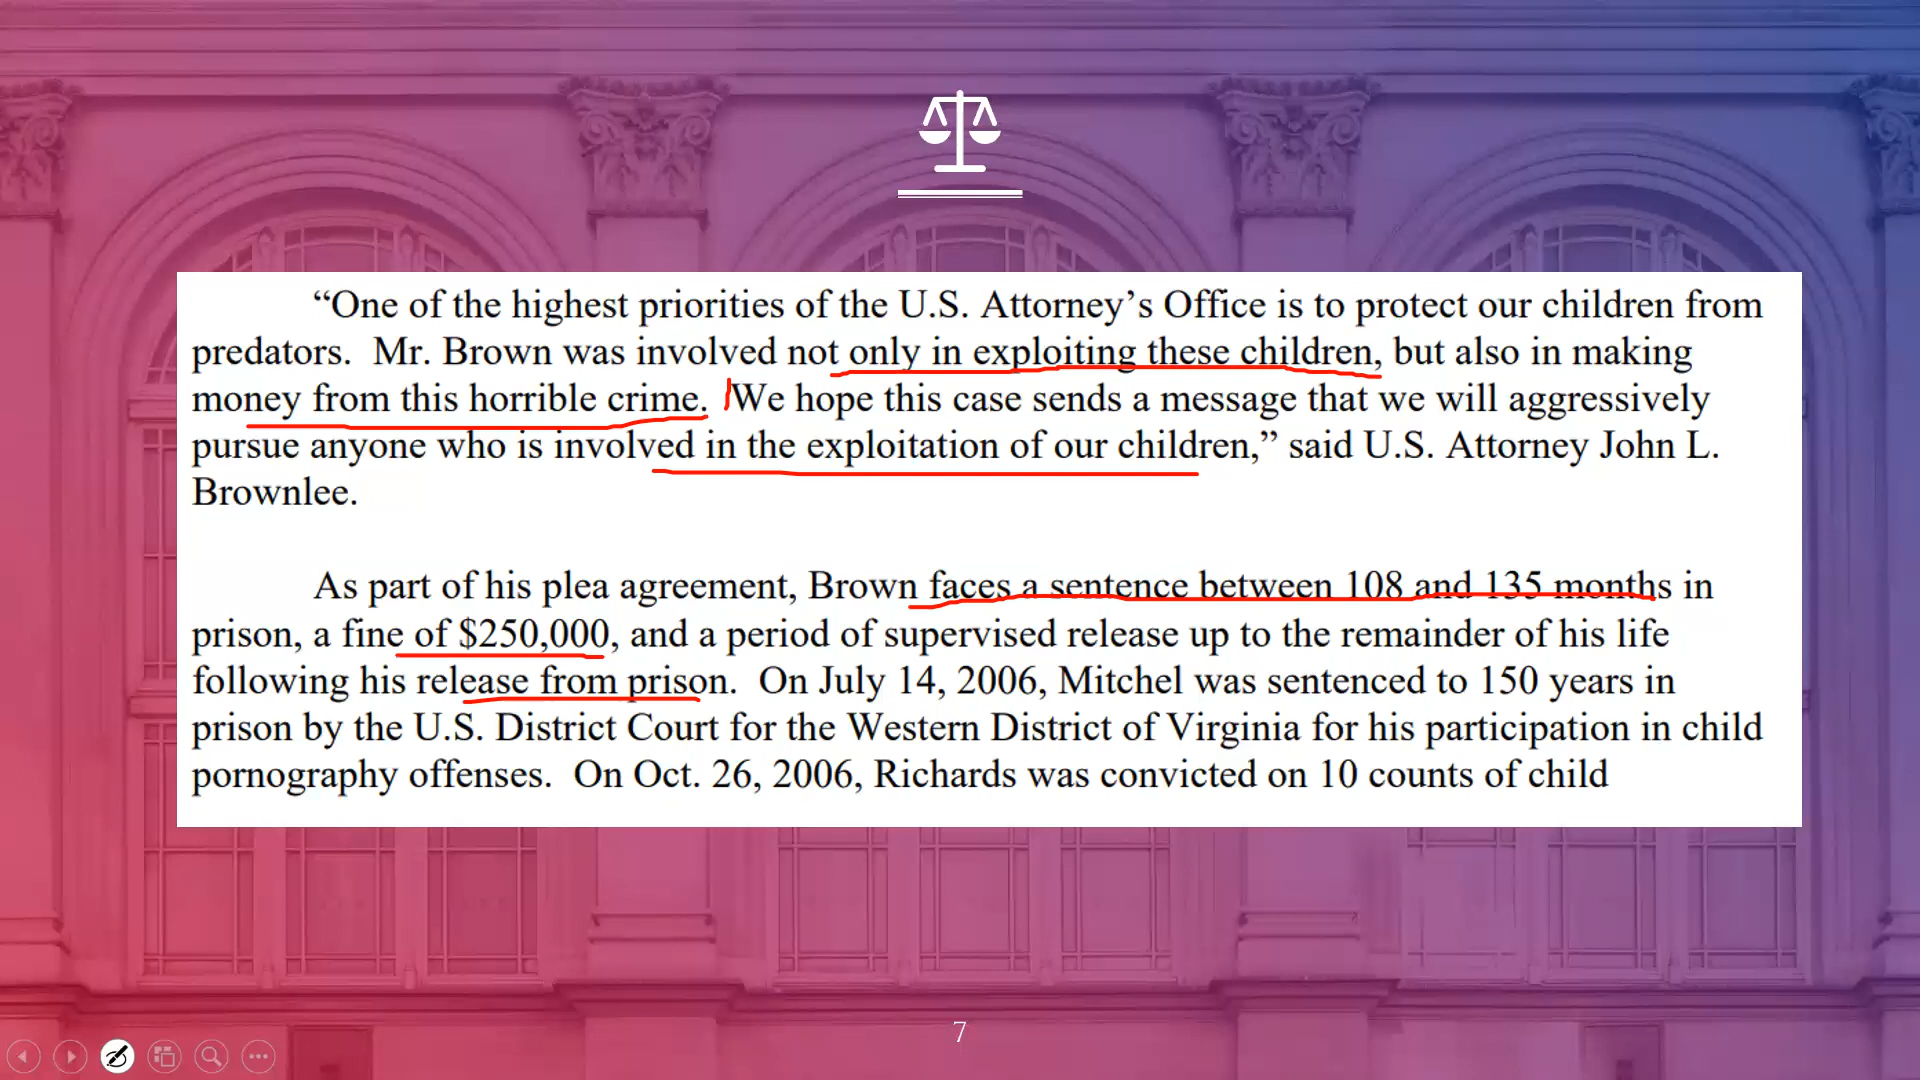 “One of the highest priorities of the U.S. Attorney’s Office is to protect our children from
predators.  Mr. Brown was involved not only in exploiting these children, but also in making
money from this horrible crime.  We hope this case sends a message that we will aggressively
pursue anyone who is involved in the exploitation of our children,” said U.S. Attorney John L.
Brownlee.
As part of his plea agreement, Brown faces a sentence between 108 and 135 months in
prison, a fine of $250,000, and a period of supervised release up to the remainder of his life
following his release from prison.  On July 14, 2006, Mitchel was sentenced to 150 years in
prison by the U.S. District Court for the Western District of Virginia for his participation in child
pornography offenses.  On Oct. 26, 2006, Richards was convicted on 10 counts of child
7